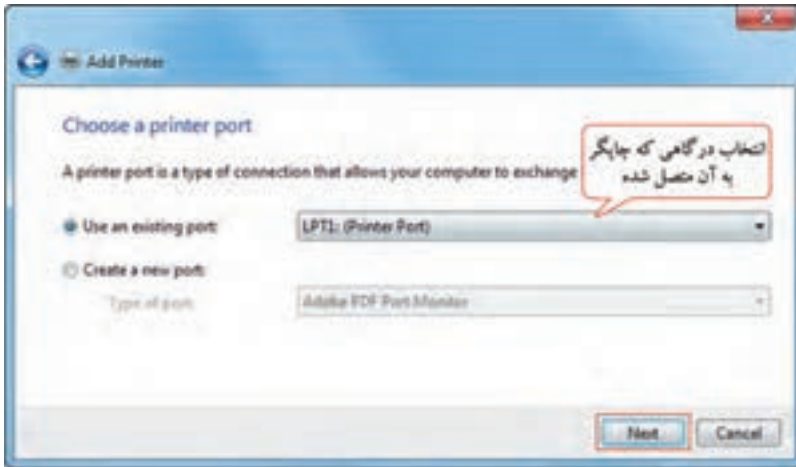 Add Printer
Choose a printer port
A printer port is a type of connection that allows your computer to exchange
انتخاب درگاهی که چاپگر
به آن متصل شده
Use an existing port:
LPT1: (Printer Port)
Create a new port:
Type of port:
Adobe PDF Port Monitor
Next
Cancel